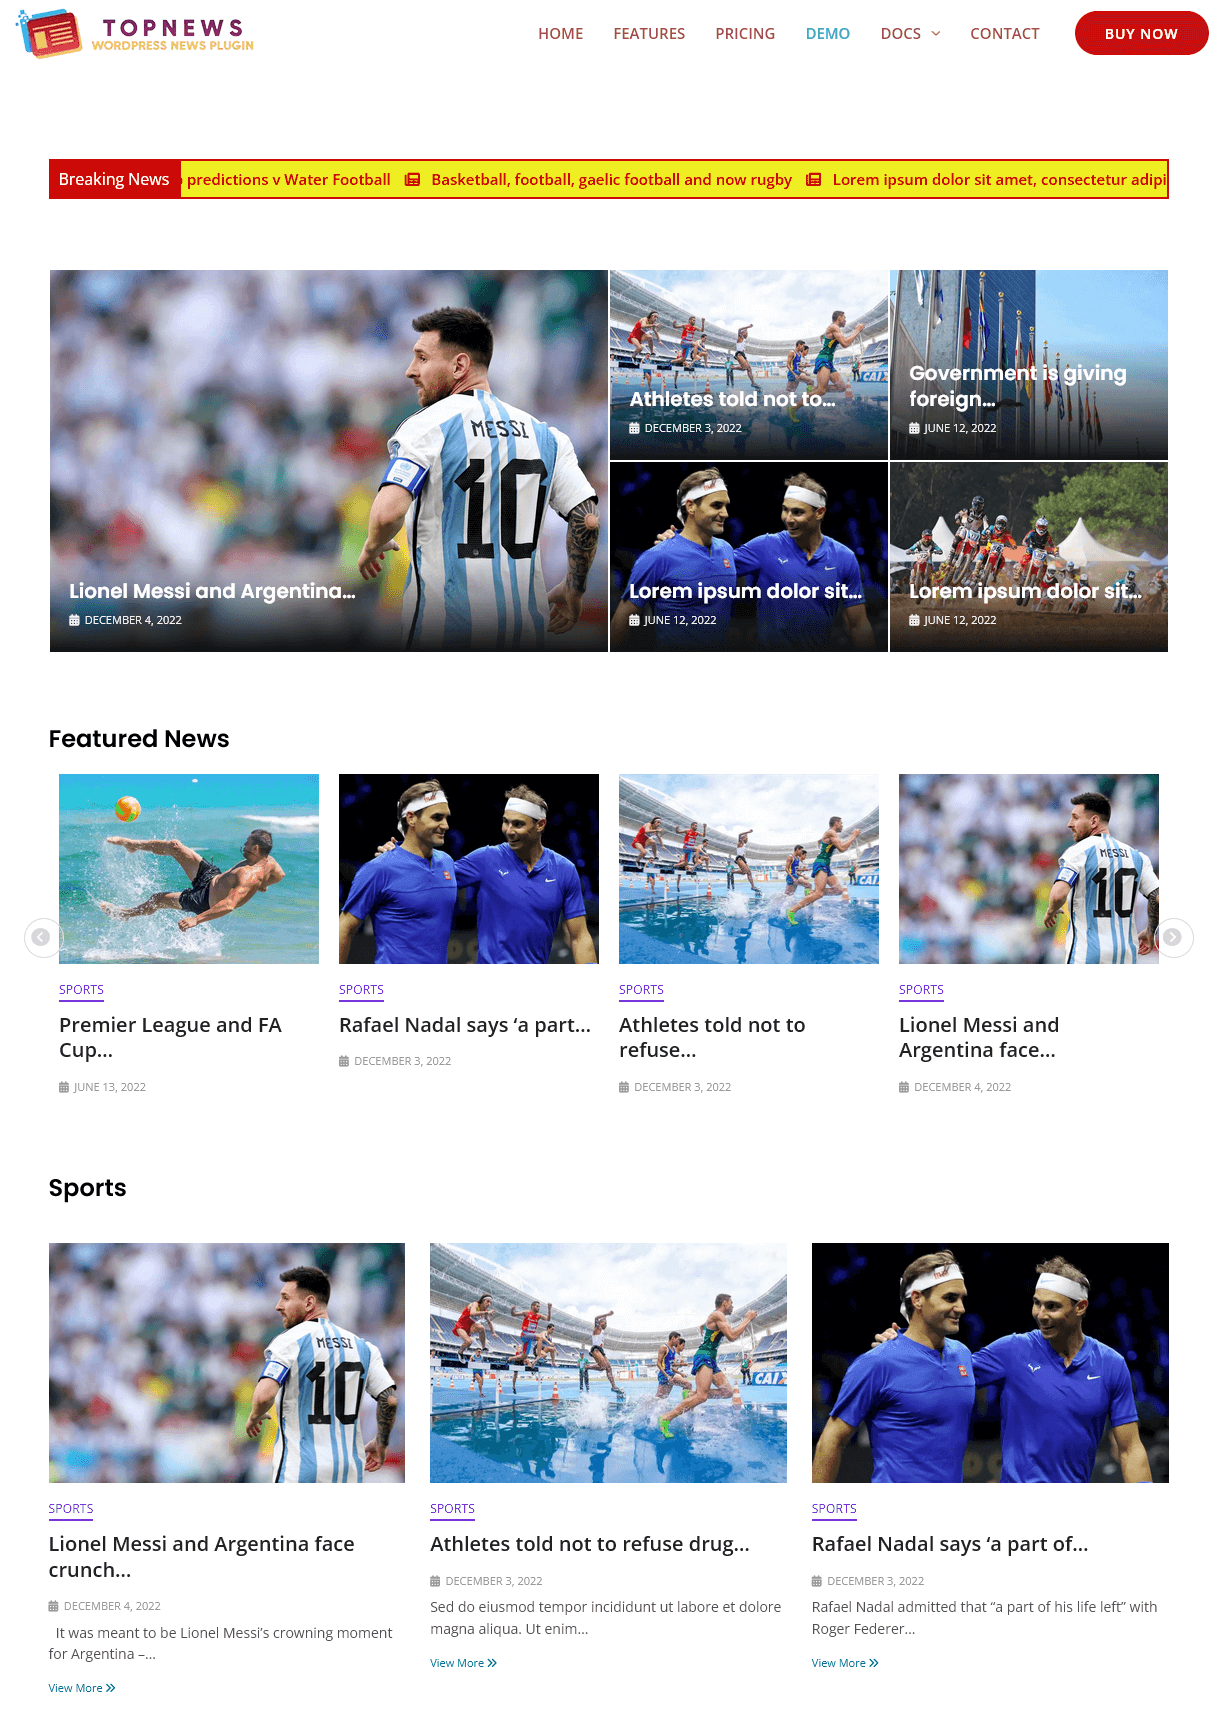 TOPNEWS
WORDPRESS NEWS PLUGIN
HOME FEATURES PRICING DEMO DOCS CONTACT BUY NOW
Breaking News predictions v Water Football Basketball, football, gaelic football and now rugby Lorem ipsum dolor sit amet, consectetur adipi
Lionel Messi and Argentina...
DECEMBER 4, 2022
MESSI
10
Athletes told not to...
DECEMBER 3, 2022
CAIX
Government is giving
foreign...
JUNE 12, 2022
Lorem ipsum dolor sit...
JUNE 12, 2022
Lorem ipsum dolor sit...
JUNE 12, 2022
Featured News
CAIX
MESSI
10
SPORTS
Premier League and FA
Cup...
JUNE 13, 2022
SPORTS
Rafael Nadal says ‘a part...
DECEMBER 3, 2022
SPORTS
Athletes told not to
refuse...
DECEMBER 3, 2022
SPORTS
Lionel Messi and
Argentina face...
DECEMBER 4, 2022
Sports
MESSI
10
CAIX
SPORTS
Lionel Messi and Argentina face
crunch...
DECEMBER 4, 2022
It was meant to be Lionel Messi’s crowning moment
for Argentina –...
View More
SPORTS
Athletes told not to refuse drug...
DECEMBER 3, 2022
Sed do eiusmod tempor incididunt ut labore et dolore
magna aliqua. Ut enim...
View More
SPORTS
Rafael Nadal says ‘a part of...
DECEMBER 3, 2022
Rafael Nadal admitted that “a part of his life left” with
Roger Federer...
View More